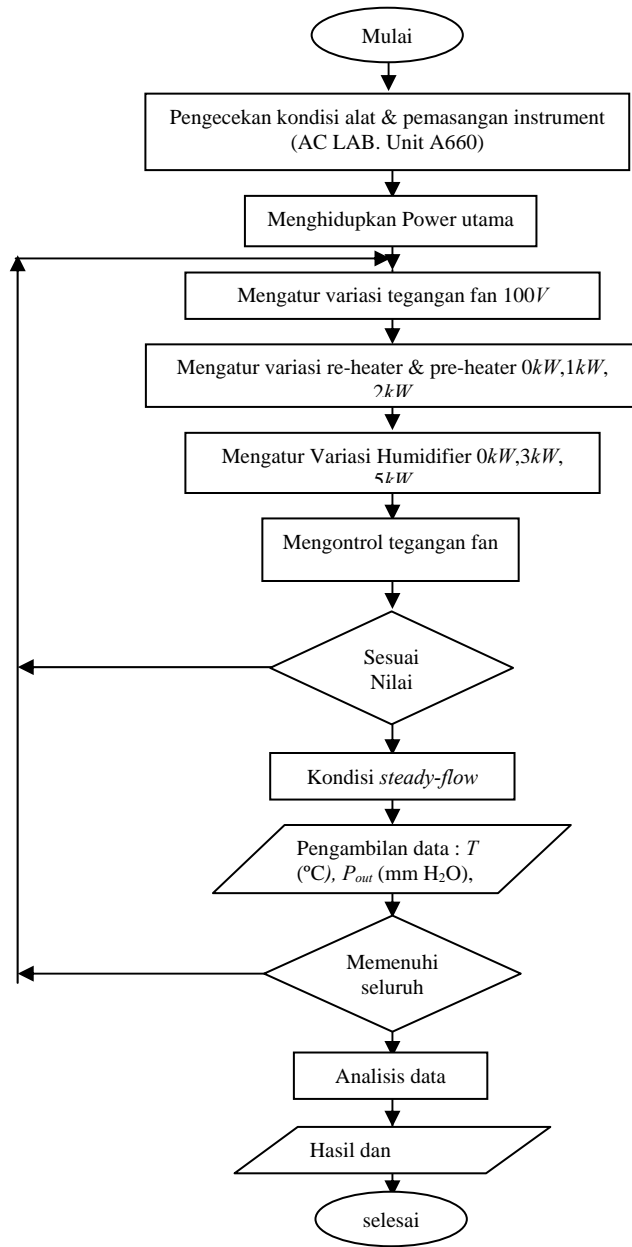 Mulai
Pengecekan kondisi alat & pemasangan instrument
(AC LAB. Unit A660)
Menghidupkan Power utama
Mengatur variasi tegangan fan 100V
Mengatur variasi re-heater & pre-heater 0kW,1kW,
2kW
Mengatur Variasi Humidifier 0kW,3kW,
5kW
Mengontrol tegangan fan
Sesuai
Nilai
Kondisi steady-flow
Pengambilan data : T
(ºC), Pout (mm H₂O),
Memenuhi
seluruh
Analisis data
Hasil dan
selesai